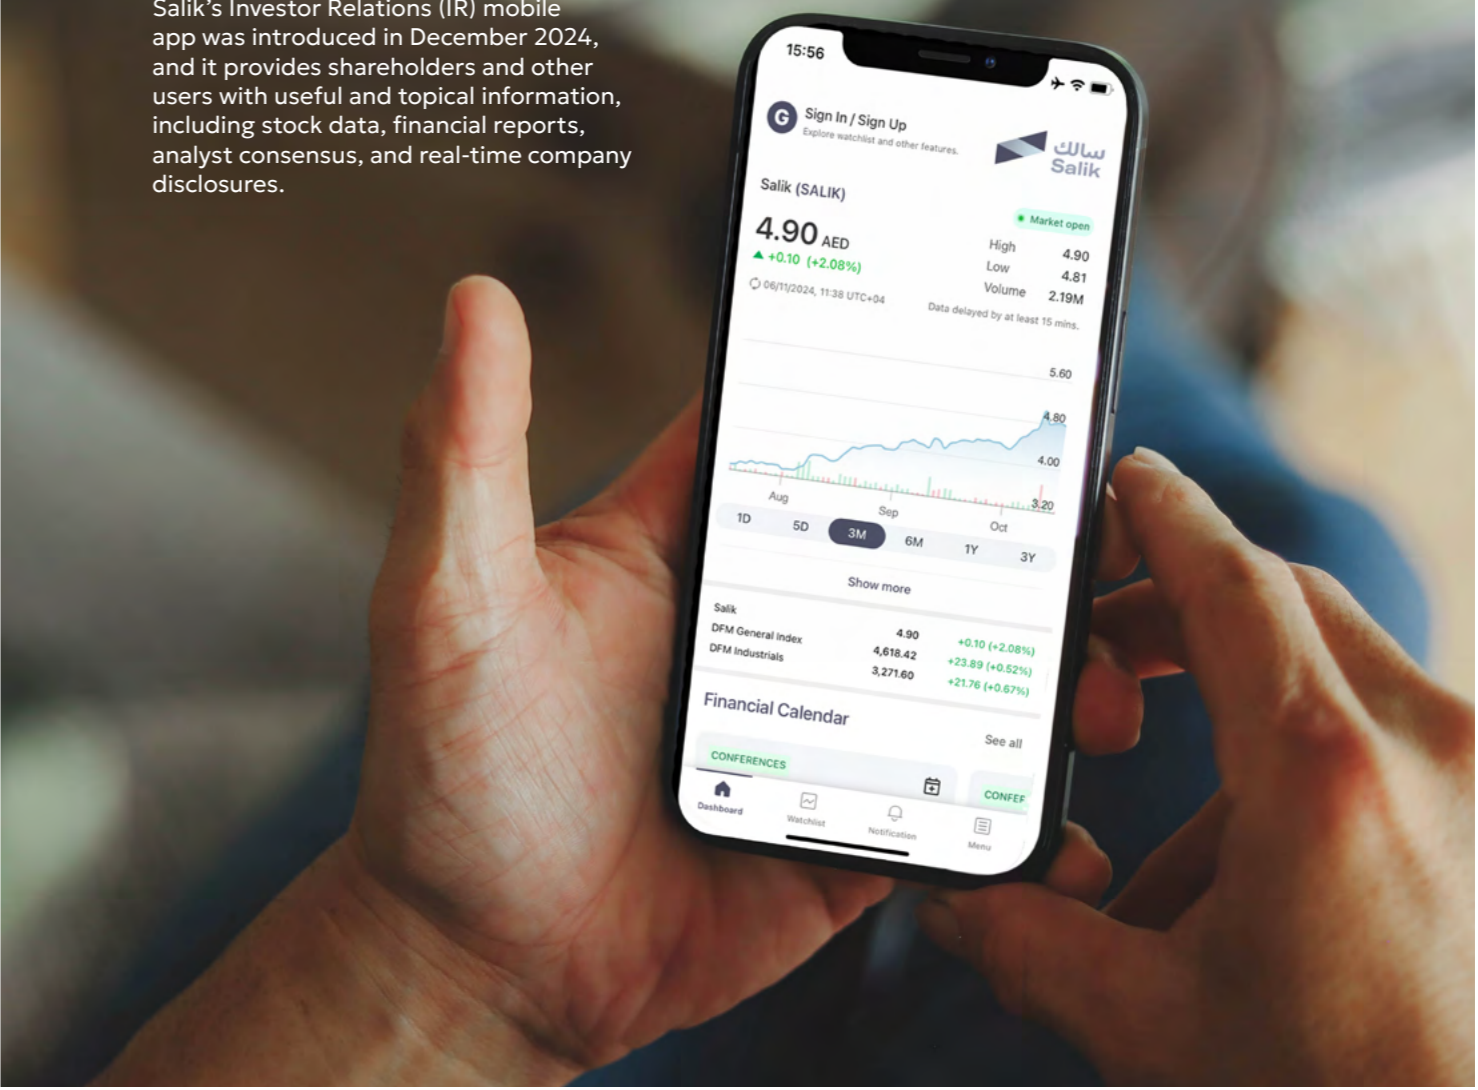 Salik's Investor Relations (IR) mobile
app was introduced in December 2024,
and it provides shareholders and other
users with useful and topical information,
including stock data, financial reports,
analyst consensus, and real-time company
disclosures.
15:56
G
Sign In / Sign Up
Explore watchlist and other features.
سالك
Salik
Salik (SALIK)
Market open
4.90 AED
+0.10 (+2.08%)
06/11/2024, 11:38 UTC+04
High 4.90
Low 4.81
Volume 2.19M
Data delayed by at least 15 mins.
5.60
4.80
4.00
3.20
Aug Sep Oct
1D 5D 3M 6M 1Y 3Y
Show more
Salik 4.90 +0.10 (+2.08%)
DFM General Index 4,618.42 +23.89 (+0.52%)
DFM Industrials 3,271.60 +21.76 (+0.67%)
Financial Calendar
See all
CONFERENCES CONFER
Dashboard Watchlist Notification Menu